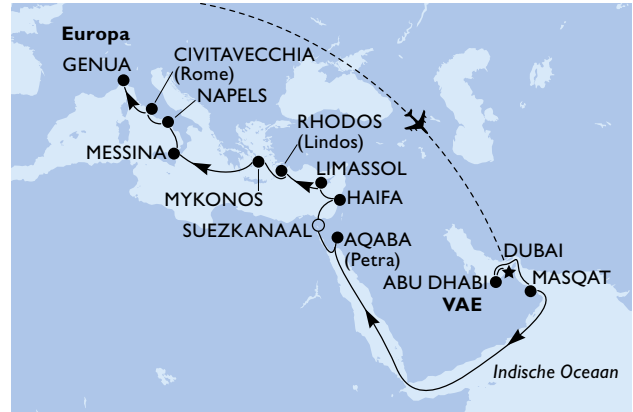 Europa
GENUA
CIVITAVECCHIA
(Rome)
NAPELS
RHODOS
(Lindos)
MESSINA
LIMASSOL
HAIFA
MYKONOS
SUEZKANAAL
AQABA
(Petra)
DUBAI
ABU DHABI
MASQAT
VAE
Indische Oceaan